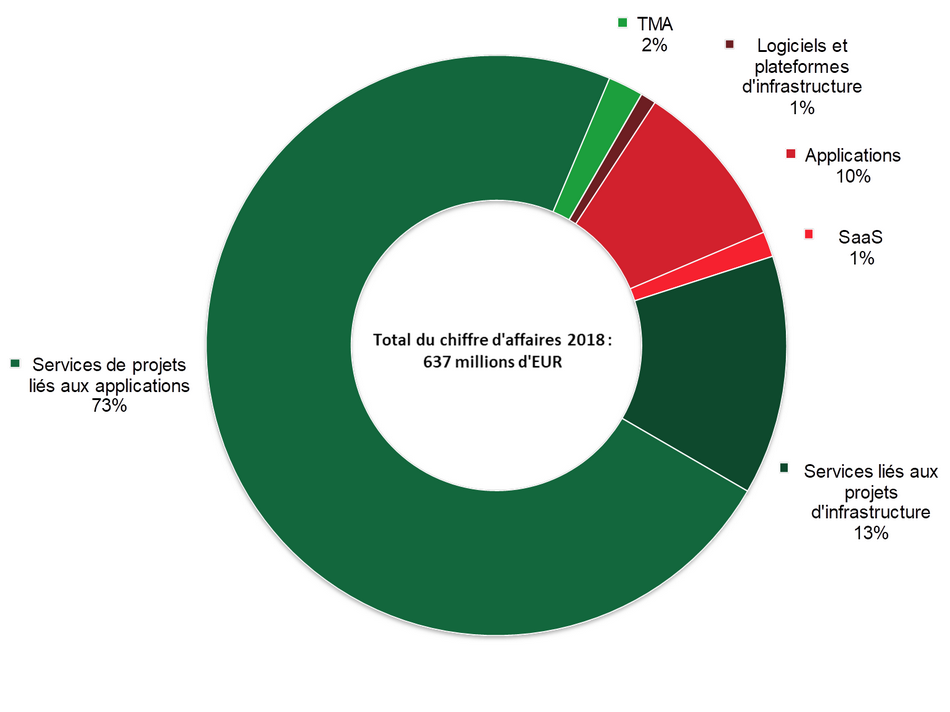 TMA
2%
Logiciels et
plateformes
d'infrastructure
1%
Applications
10%
SaaS
1%
Total du chiffre d'affaires 2018 :
637 millions d'EUR
Services de projets
liés aux applications
73%
Services liés aux
projets
d'infrastructure
13%